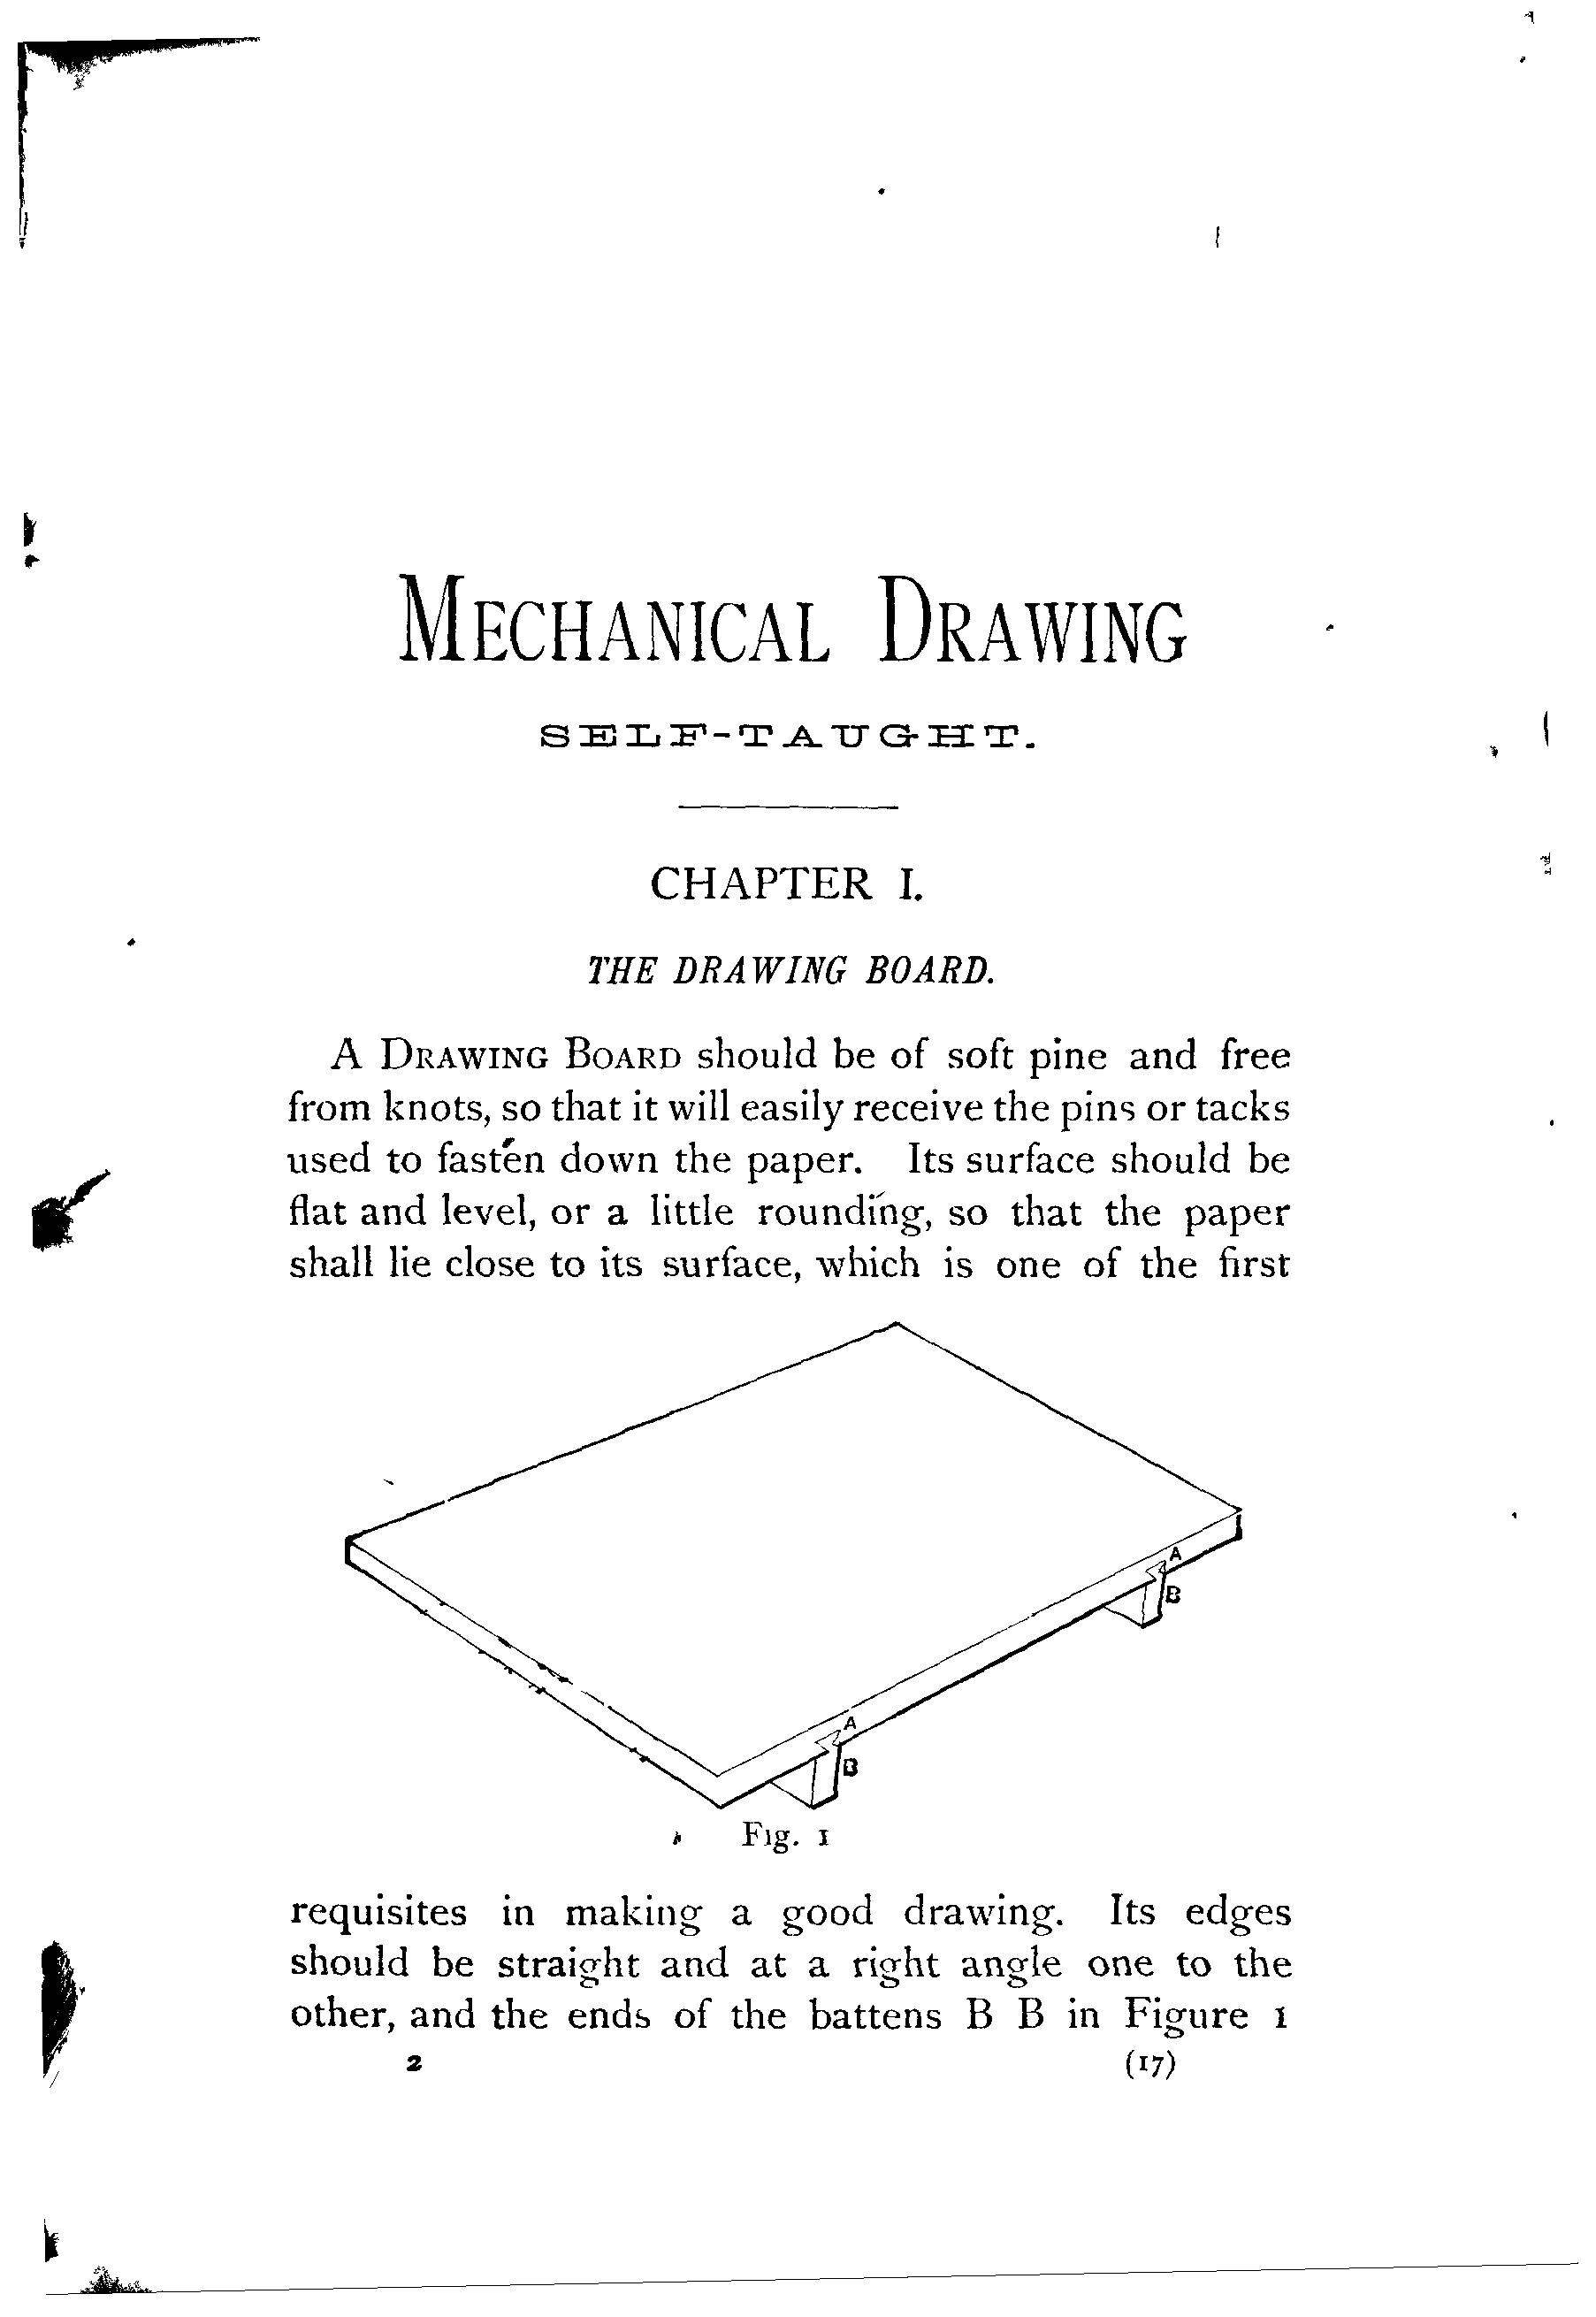 MECHANICAL DRAWING
SELF-TAUGHT.
CHAPTER I.
THE DRAWING BOARD.
A DRAWING BOARD should be of soft pine and free
from knots, so that it will easily receive the pins or tacks
used to fasten down the paper. Its surface should be
flat and level, or a little rounding, so that the paper
shall lie close to its surface, which is one of the first
A
B
A
B
Fig. 1
requisites in making a good drawing. Its edges
should be straight and at a right angle one to the
other, and the ends of the battens B B in Figure 1
2 (17)